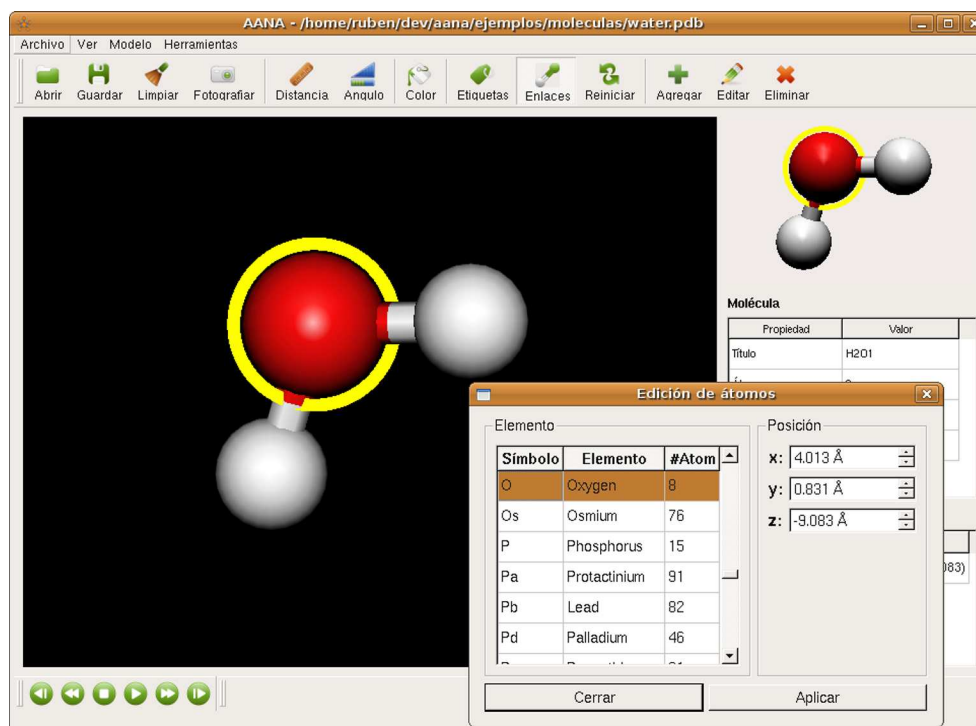 AANA - /home/ruben/dev/aana/ejemplos/moleculas/water.pdb
Archivo Ver Modelo Herramientas
Abrir Guardar Limpiar Fotografiar Distancia Angulo Color Etiquetas Enlaces Reiniciar Agregar Editar Eliminar
Molécula
Propiedad Valor
Título H2O1
Edición de átomos
Elemento
Posición
Símbolo Elemento #Atom
O Oxygen 8
Os Osmium 76
P Phosphorus 15
Pa Protactinium 91
Pb Lead 82
Pd Palladium 46
x: 4.013 Å
y: 0.831 Å
z: -9.083 Å
083)
Cerrar
Aplicar